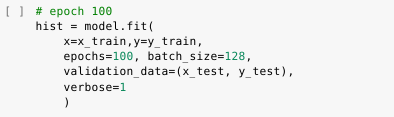 [ ] # epoch 100
hist = model.fit(
    x=x_train,y=y_train,
    epochs=100, batch_size=128,
    validation_data=(x_test, y_test),
    verbose=1
    )